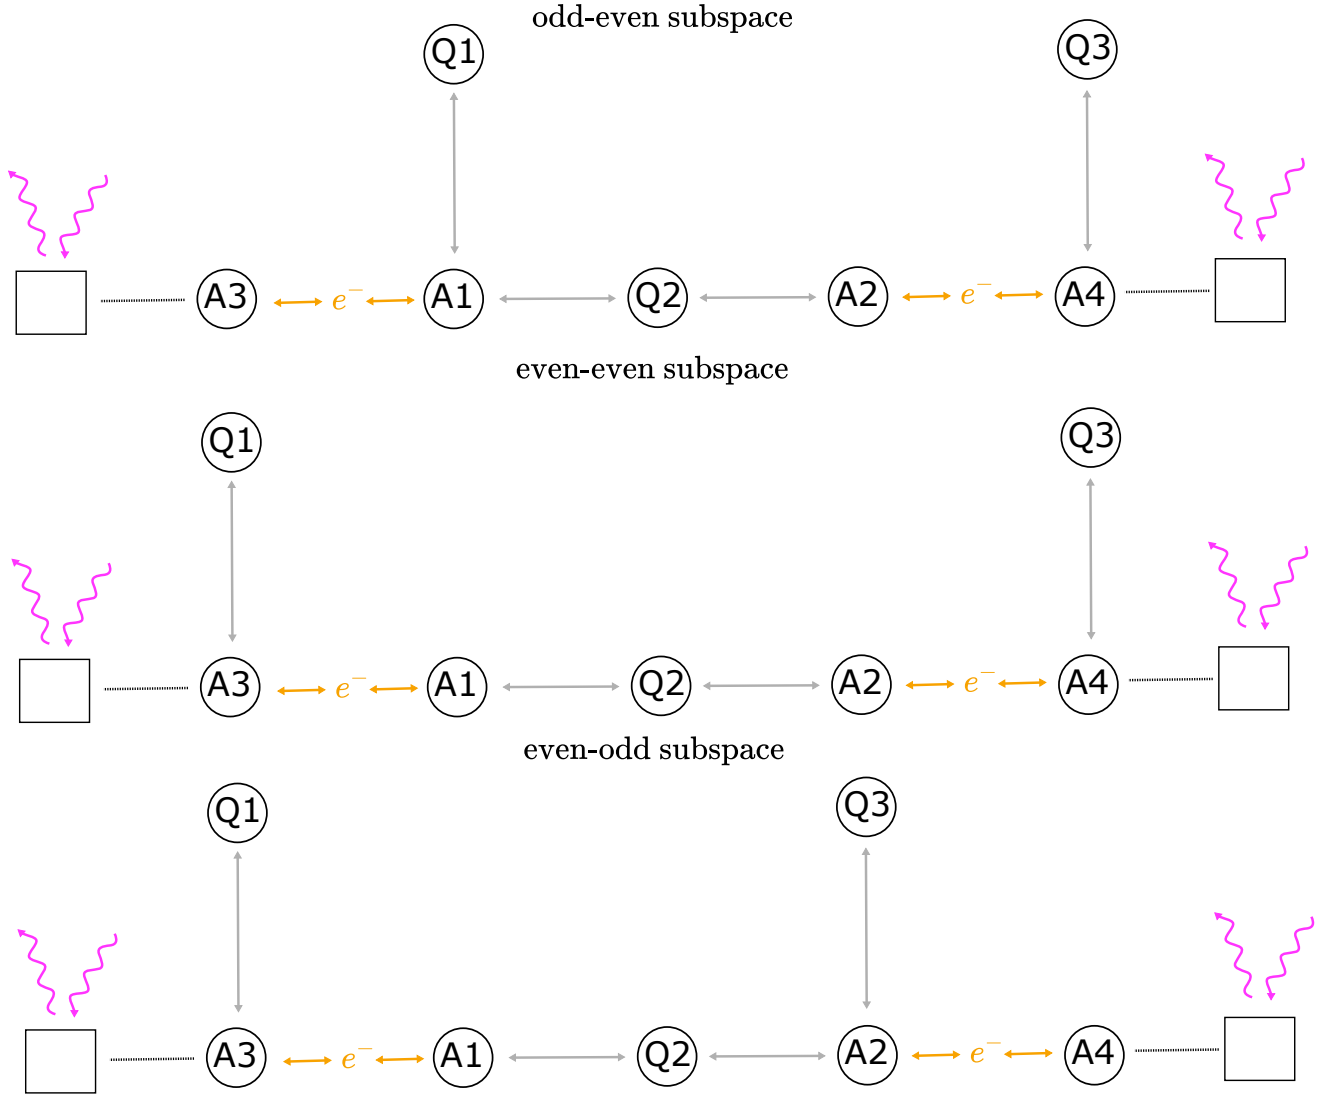 odd-even subspace
Q1 Q3
A3 e⁻ A1 Q2 A2 e⁻ A4
even-even subspace
Q1 Q3
A3 e⁻ A1 Q2 A2 e⁻ A4
even-odd subspace
Q1 Q3
A3 e⁻ A1 Q2 A2 e⁻ A4